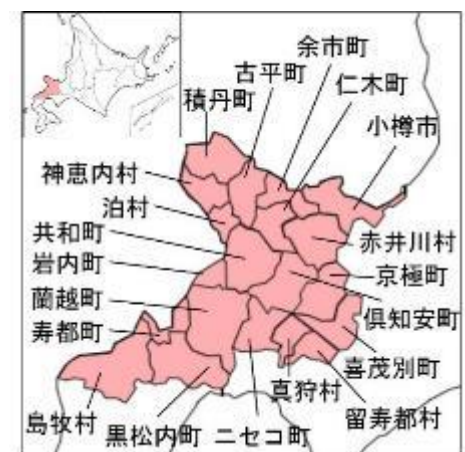 余市町
古平町
仁木町
積丹町
小樽市
神恵内村
泊村
共和町
赤井川村
岩内町
京極町
蘭越町
倶知安町
寿都町
喜茂別町
真狩村
島牧村
留寿都村
黒松内町
ニセコ町